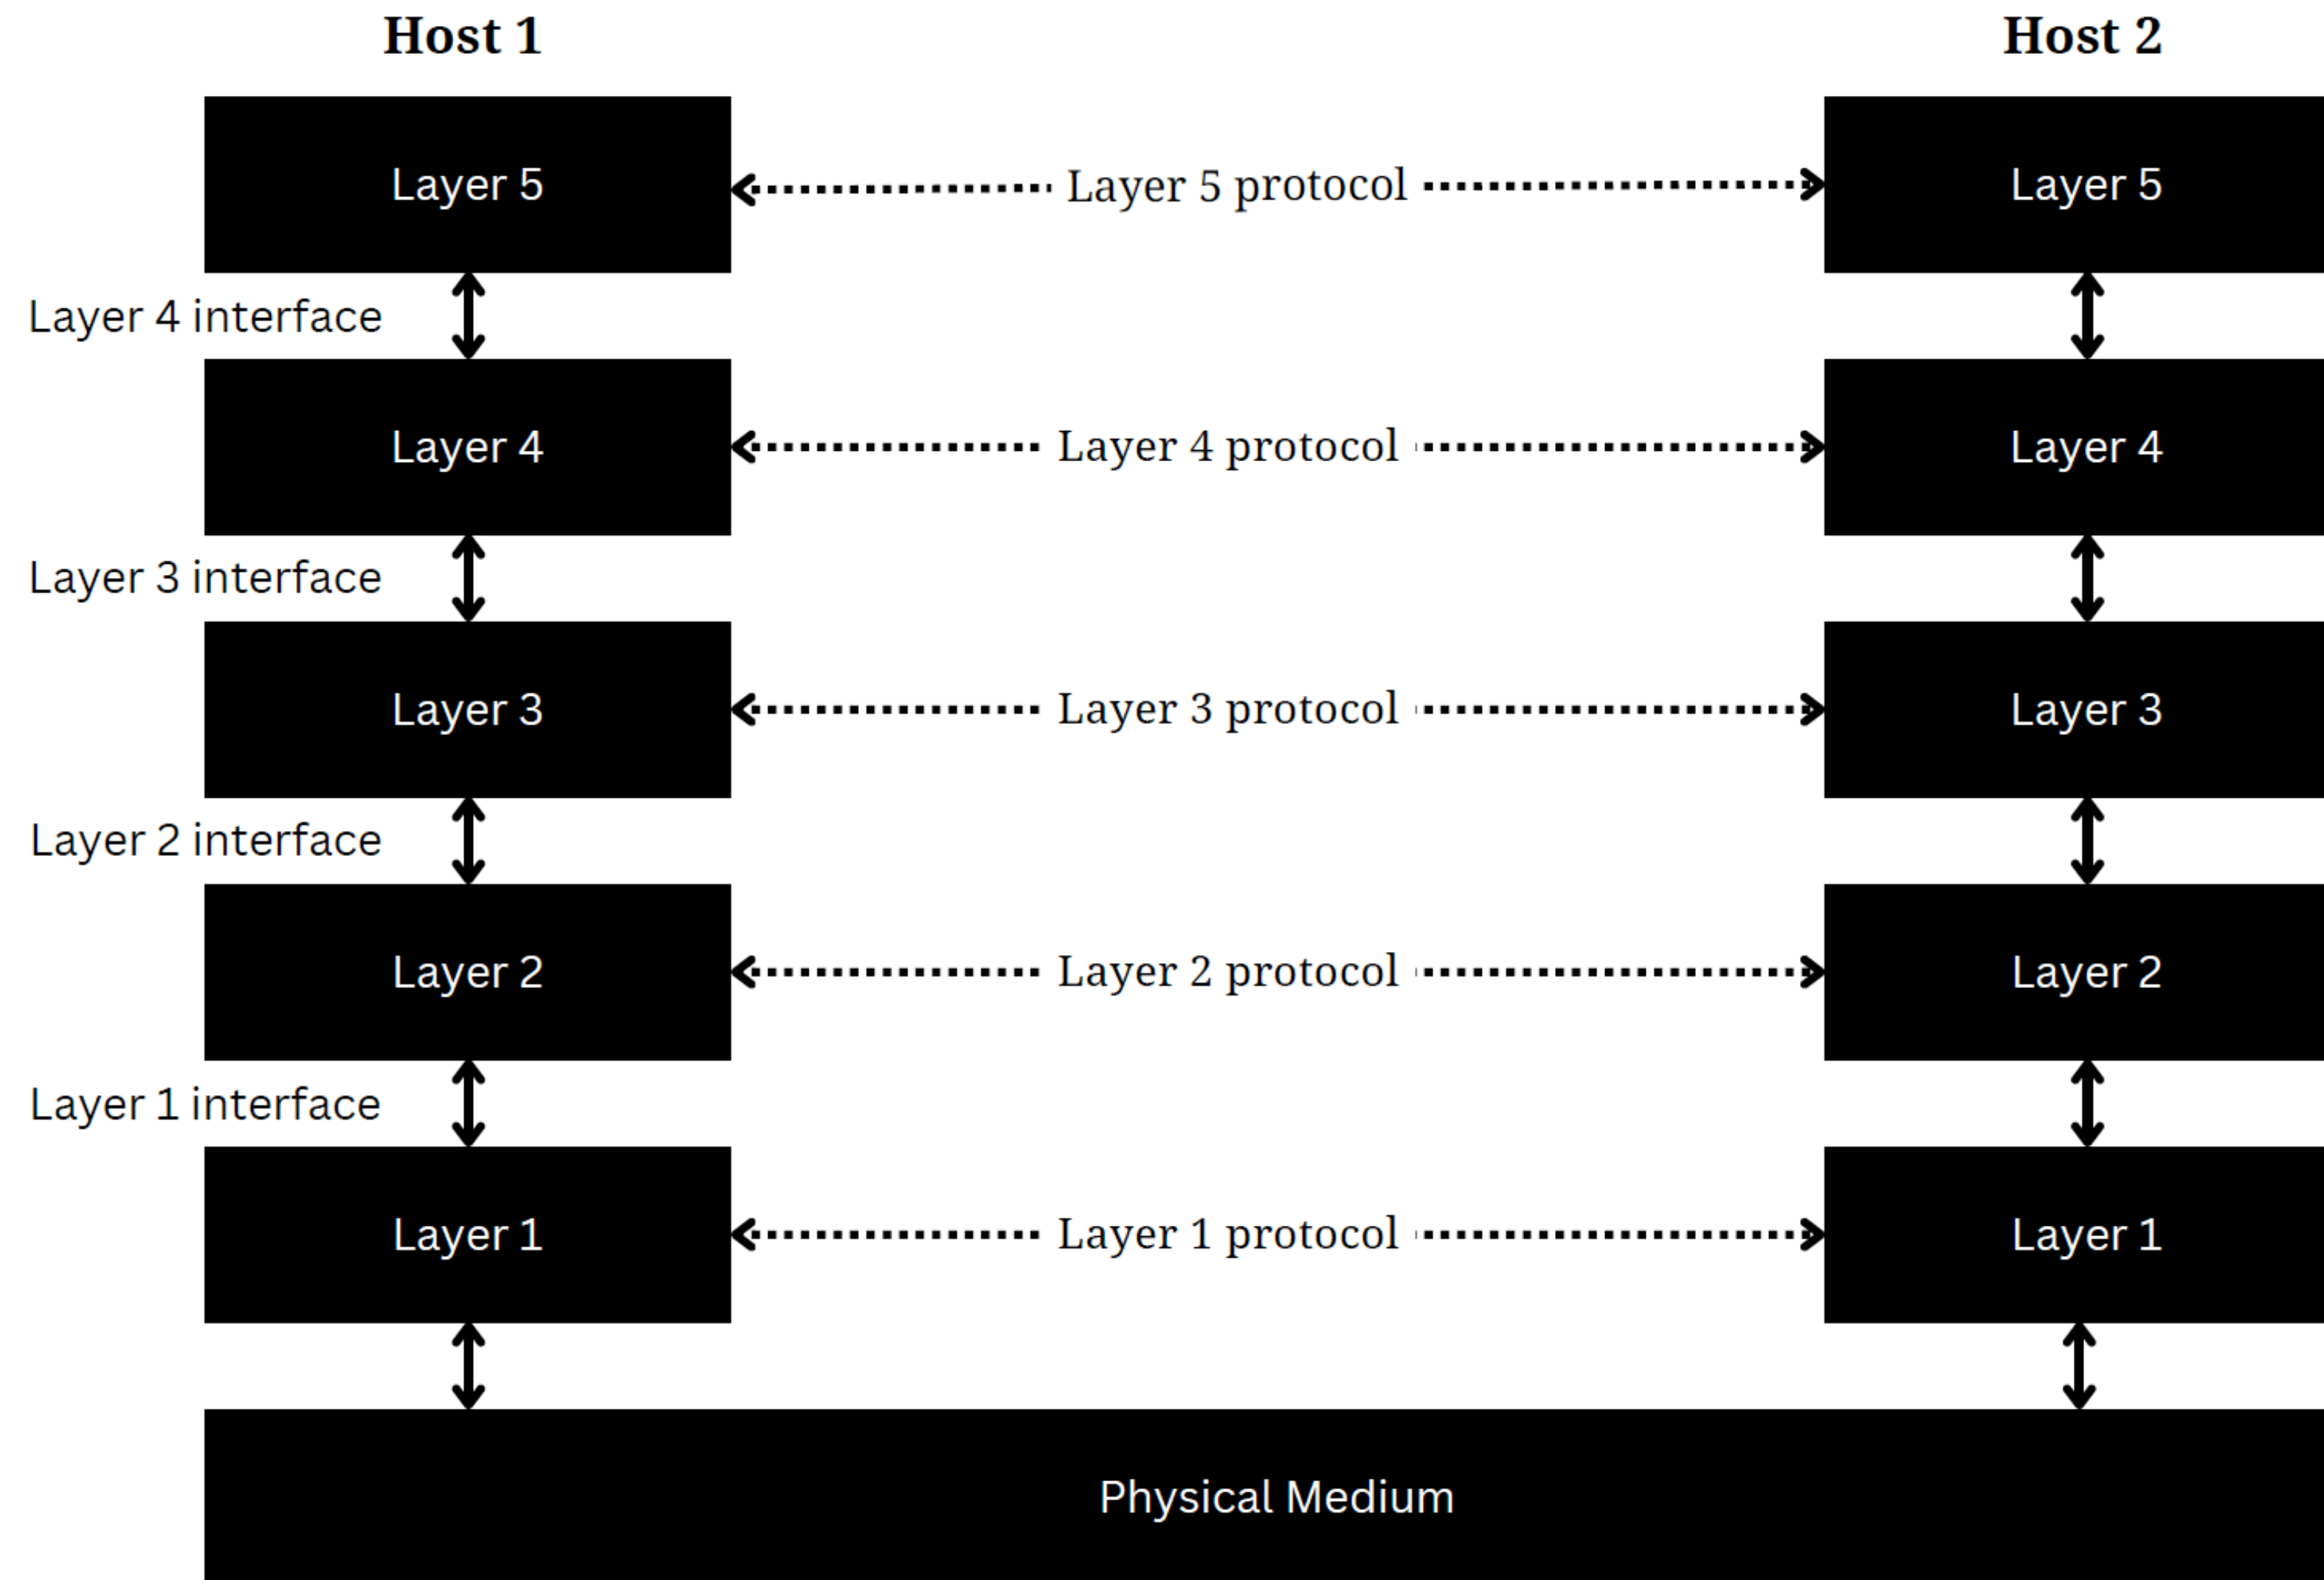 Host 1
Host 2
Layer 5
Layer 5 protocol
Layer 5
Layer 4 interface
Layer 4
Layer 4 protocol
Layer 4
Layer 3 interface
Layer 3
Layer 3 protocol
Layer 3
Layer 2 interface
Layer 2
Layer 2 protocol
Layer 2
Layer 1 interface
Layer 1
Layer 1 protocol
Layer 1
Physical Medium